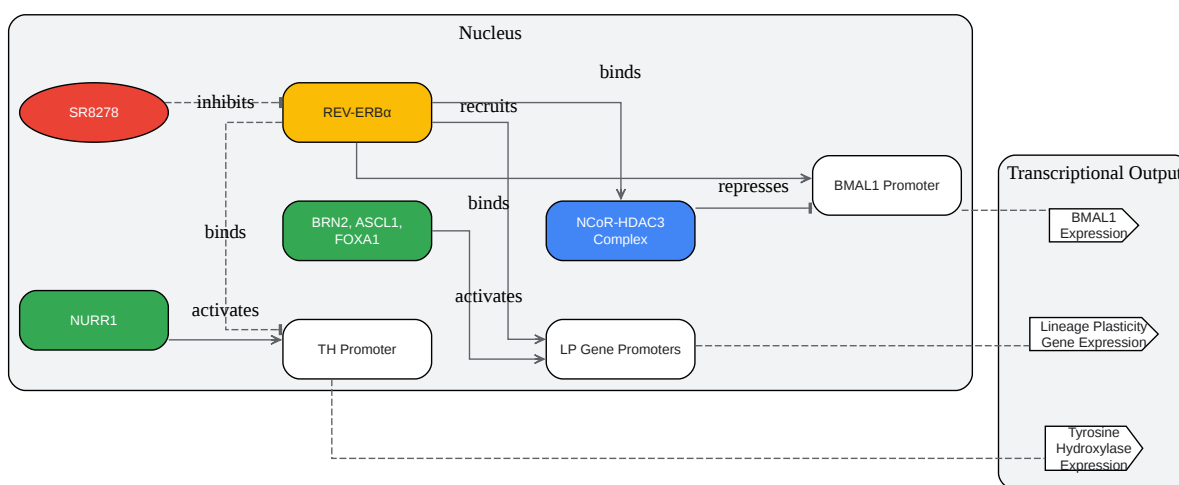 Nucleus
binds
SR8278
inhibits
REV-ERBα
recruits
BMAL1 Promoter
represses
Transcriptional Output
BRN2, ASCL1,
FOXA1
binds
binds
NCoR-HDAC3
Complex
BMAL1
Expression
NURR1
activates
activates
TH Promoter
LP Gene Promoters
Lineage Plasticity
Gene Expression
Tyrosine
Hydroxylase
Expression